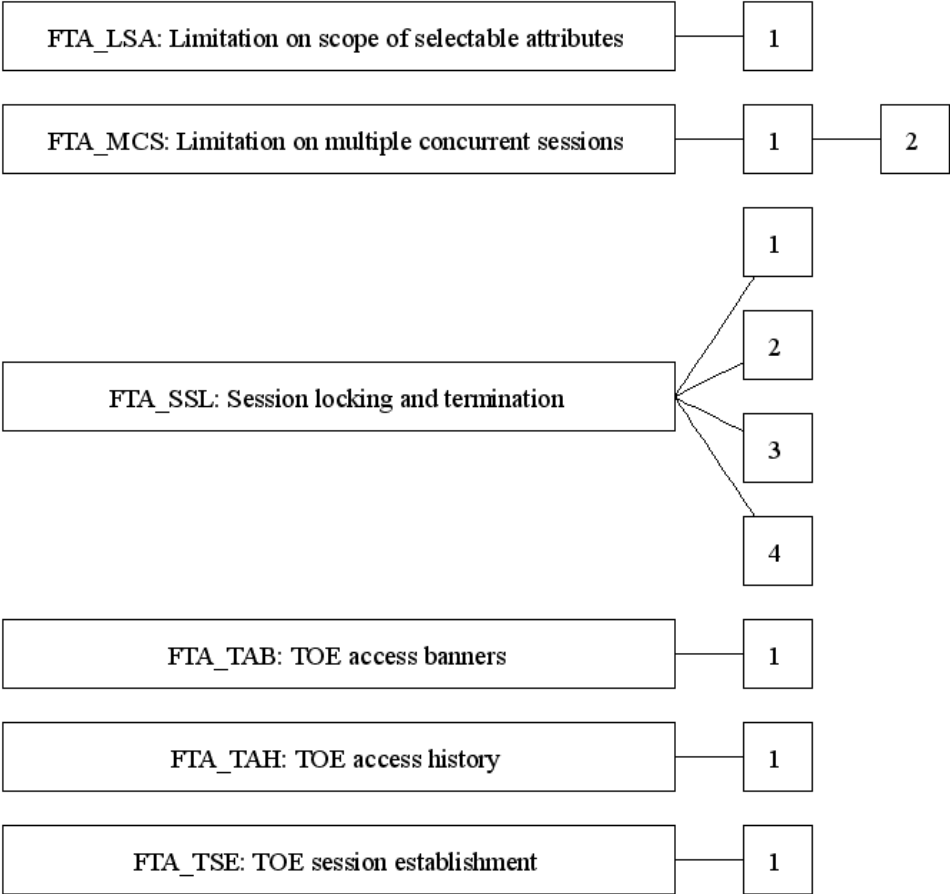 FTA_LSA: Limitation on scope of selectable attributes 1
FTA_MCS: Limitation on multiple concurrent sessions 1 2
1
2
FTA_SSL: Session locking and termination
3
4
FTA_TAB: TOE access banners 1
FTA_TAH: TOE access history 1
FTA_TSE: TOE session establishment 1